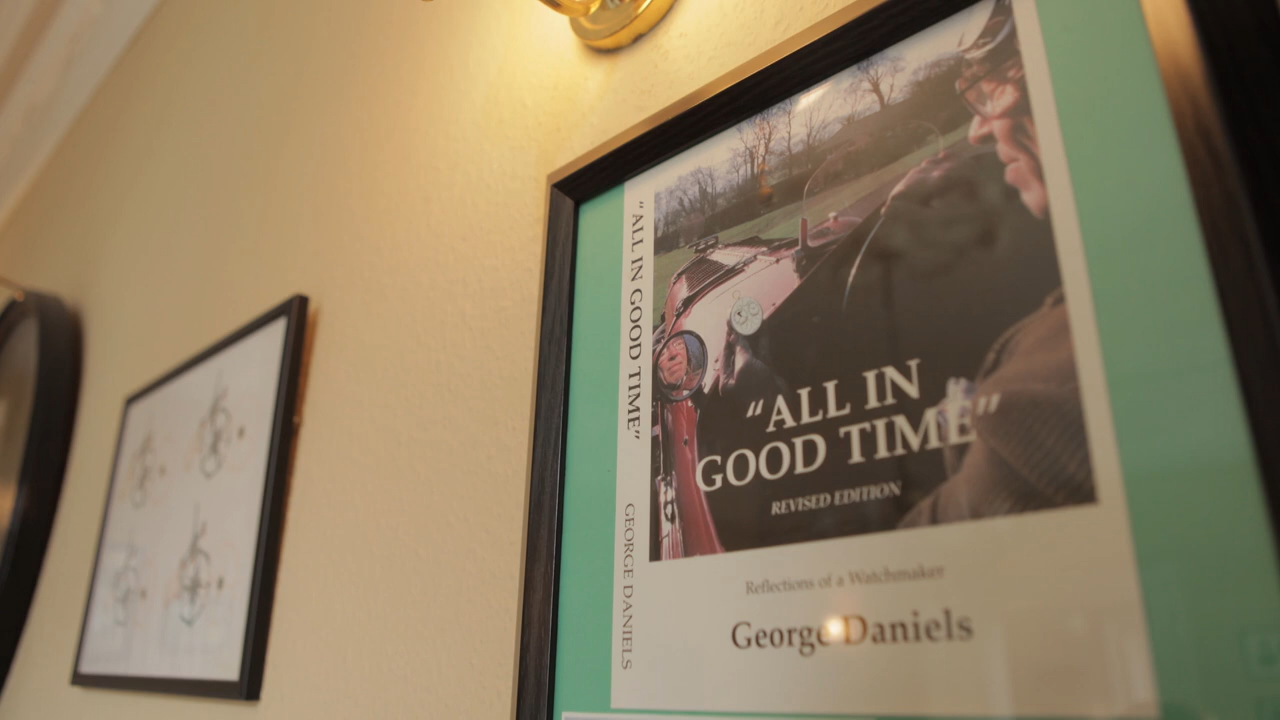 "ALL IN GOOD TIME"
GEORGE DANIELS
"ALL IN
GOOD TIME"
REVISED EDITION
Reflections of a Watchmaker
George Daniels